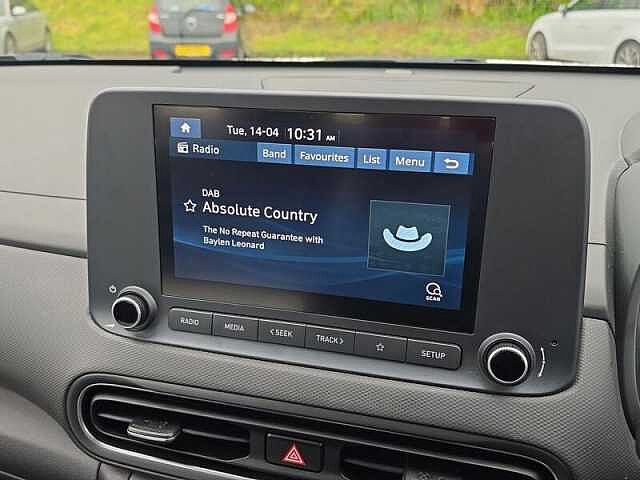 Tue, 14-04 10:31 AM
Radio
Band Favourites List Menu
DAB
Absolute Country
The No Repeat Guarantee with
Baylen Leonard
SCAN
RADIO MEDIA < SEEK TRACK > SETUP